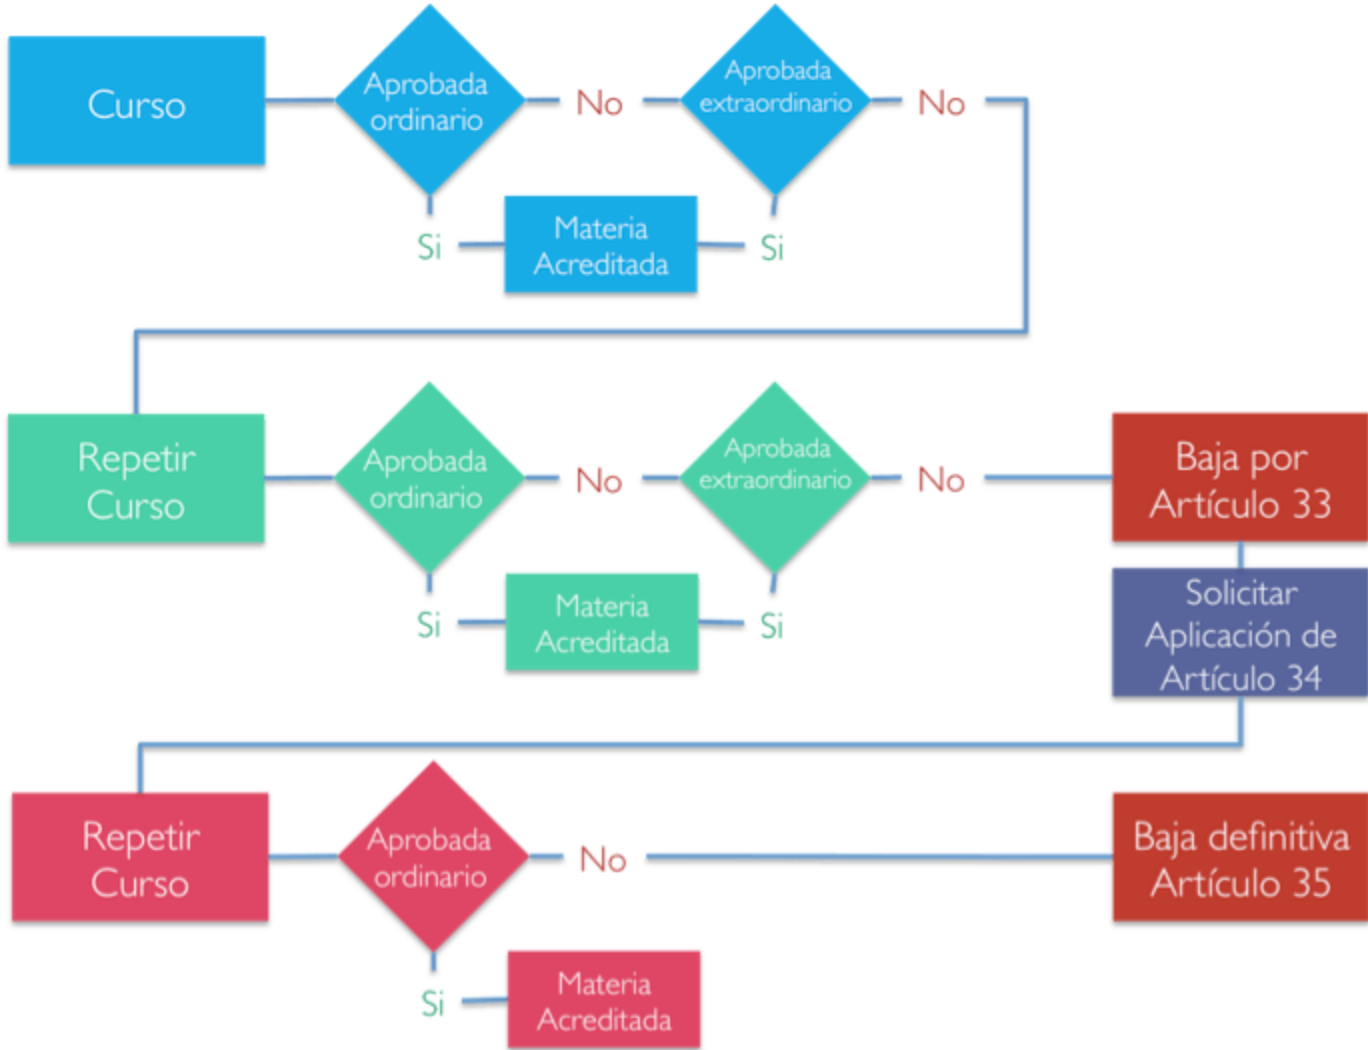 Curso
Aprobada
ordinario
No
Aprobada
extraordinario
No
Si
Materia
Acreditada
Si
Repetir
Curso
Aprobada
ordinario
No
Aprobada
extraordinario
No
Baja por
Artículo 33
Si
Materia
Acreditada
Si
Solicitar
Aplicación de
Artículo 34
Repetir
Curso
Aprobada
ordinario
No
Baja definitiva
Artículo 35
Si
Materia
Acreditada